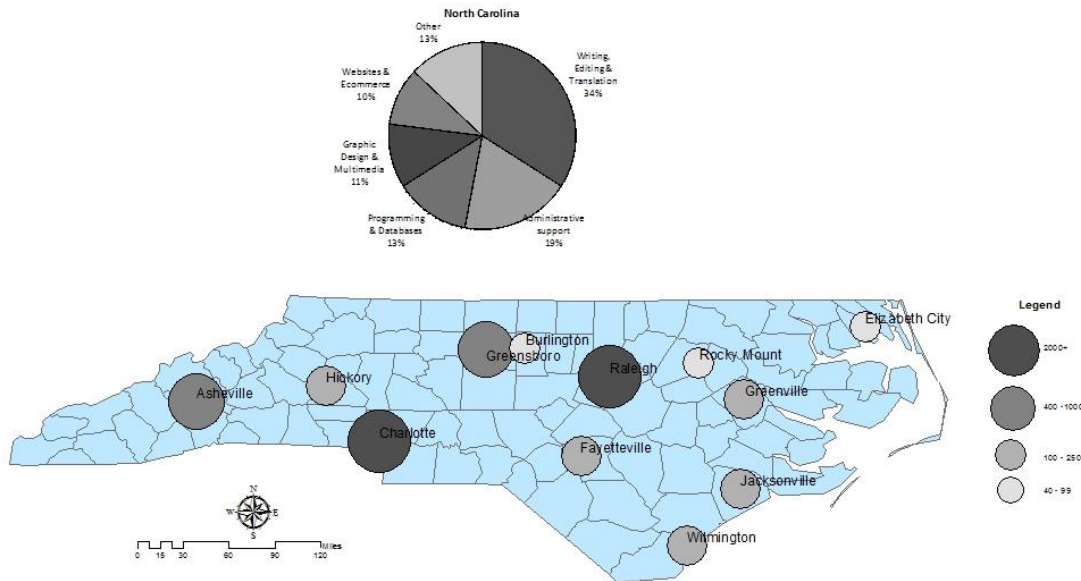 North Carolina
Other
13%
Writing,
Editing &
Translation
34%
Websites &
Ecommerce
10%
Graphic
Design &
Multimedia
11%
Programming
& Databases
13%
Administrative
support
19%
Elizabeth City
Burlington
Greensboro
Rocky Mount
Raleigh
Hickory
Asheville
Greenville
Charlotte
Fayetteville
Jacksonville
Wilmington
Legend
2000+
400 -1000
100 - 250
40 - 99
N
W E
S
Miles
0 15 30 60 90 120